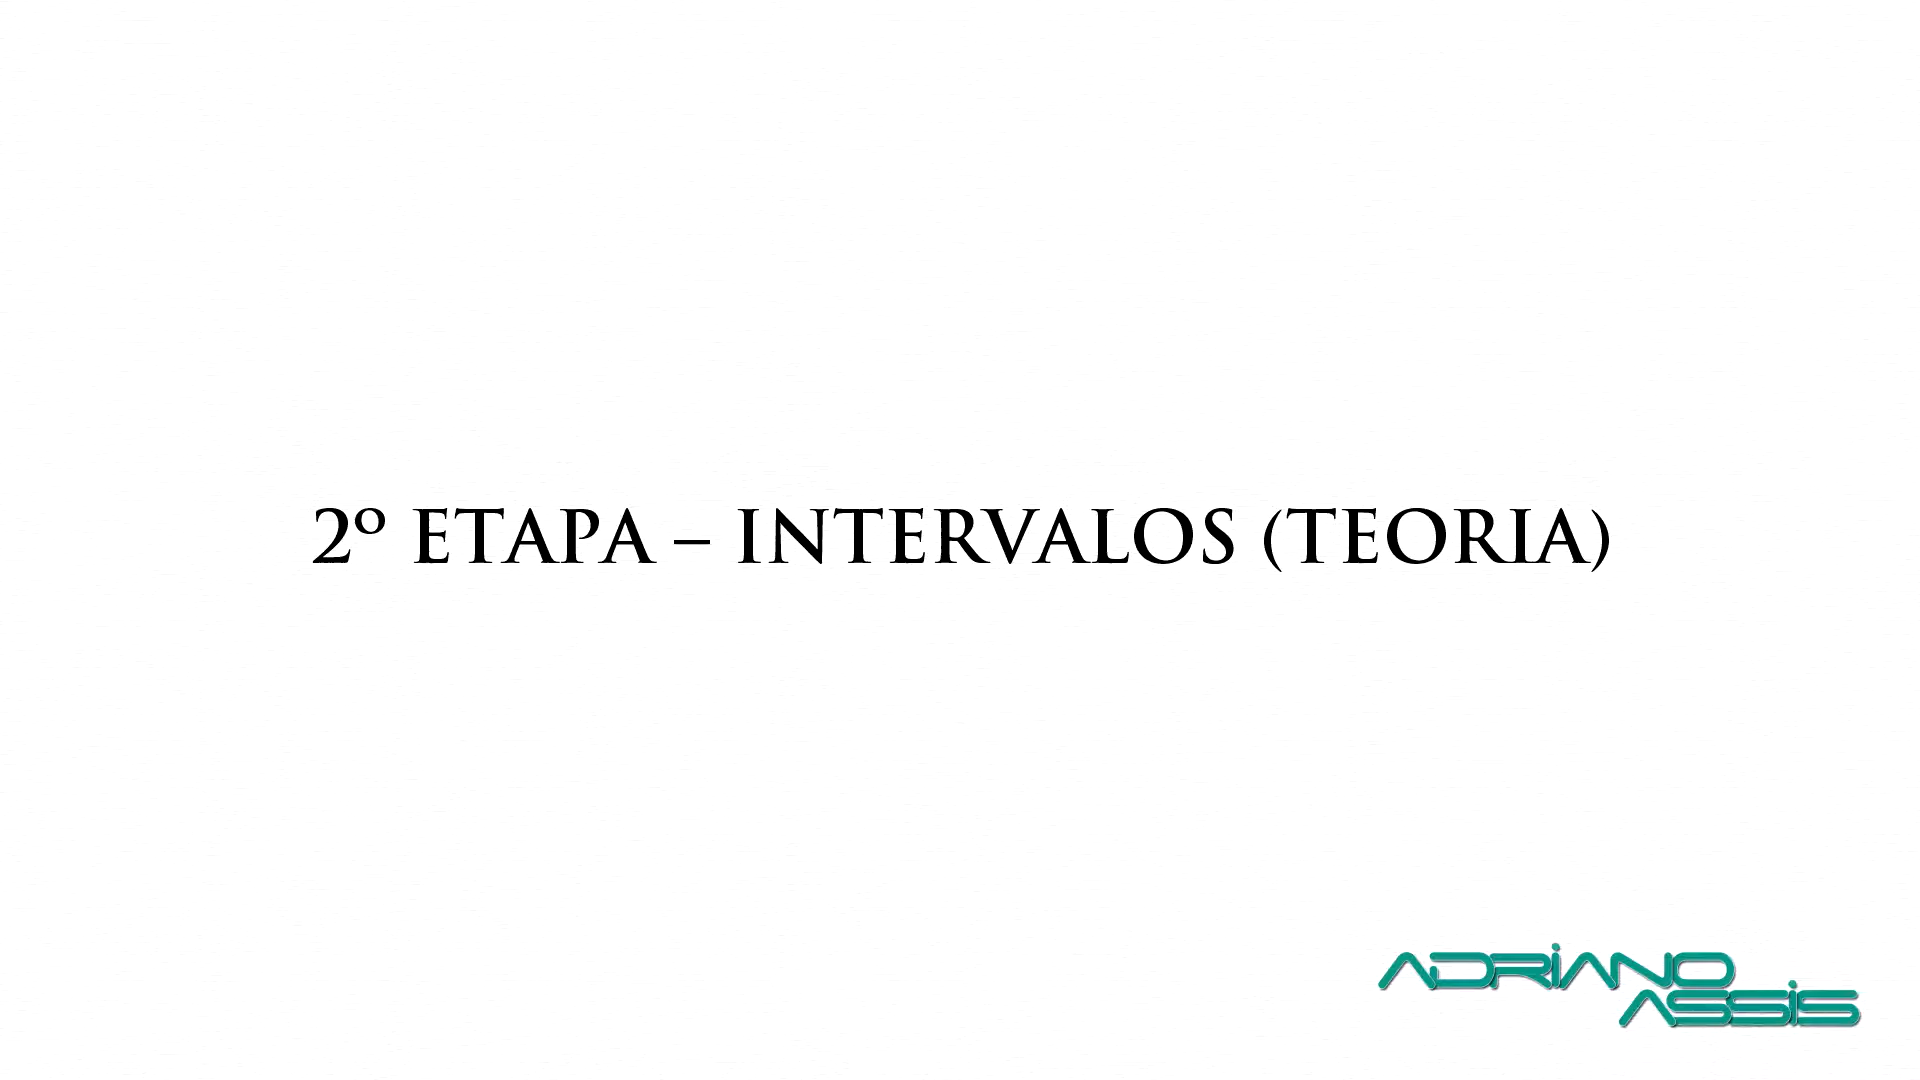 2º ETAPA – INTERVALOS (TEORIA)
ADRIANO
ASSIS